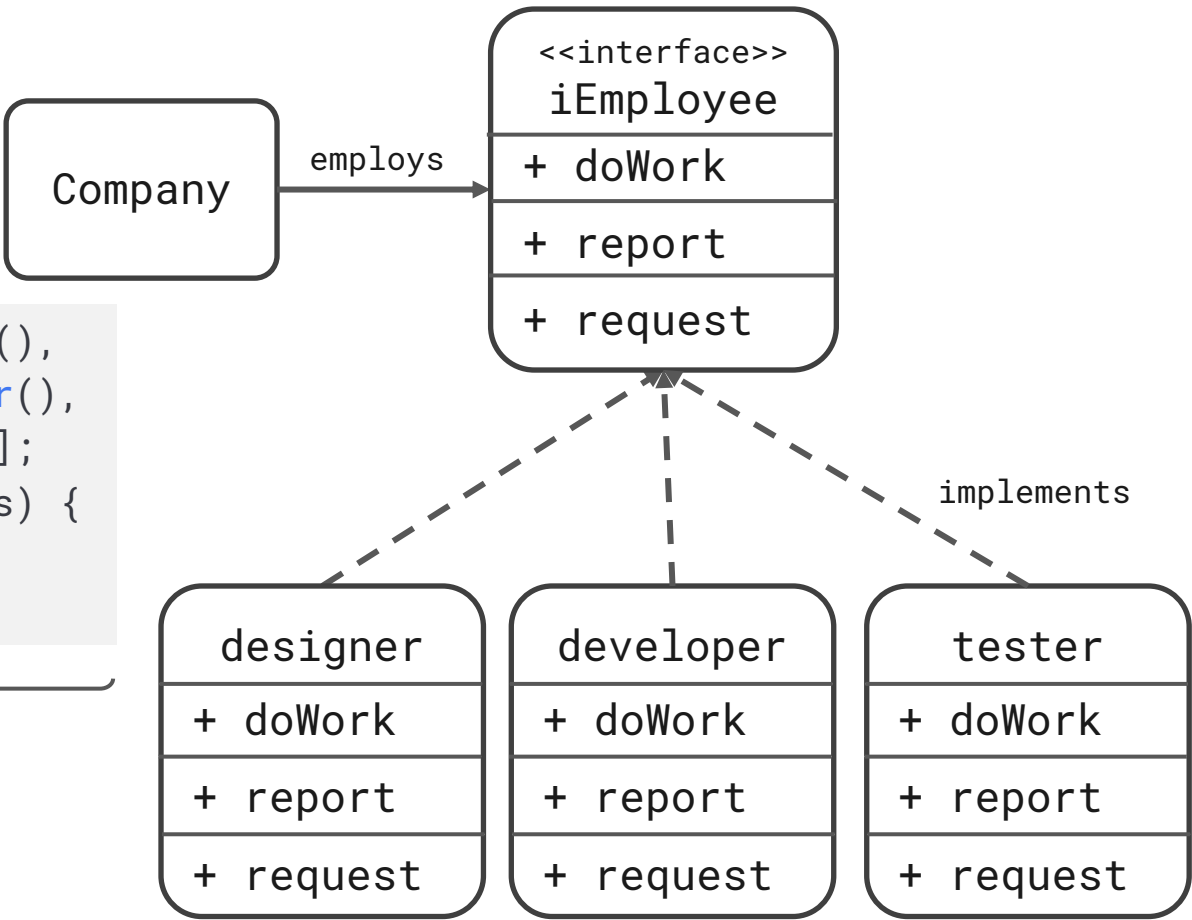 <<interface>>
iEmployee
+ doWork
+ report
+ request
Company
employs
(),
r(),
];
s) {
implements
designer
+ doWork
+ report
+ request
developer
+ doWork
+ report
+ request
tester
+ doWork
+ report
+ request